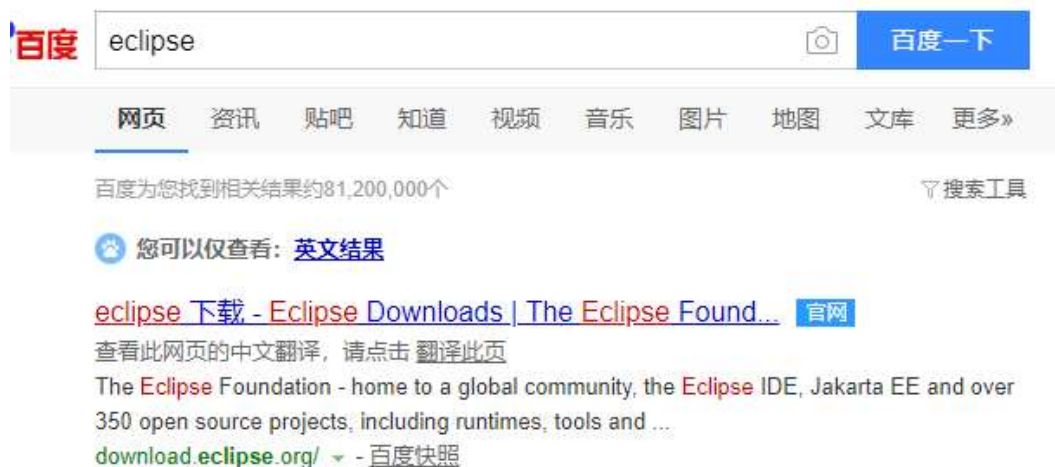 百度 eclipse 百度一下
网页 资讯 贴吧 知道 视频 音乐 图片 地图 文库 更多»
百度为您找到相关结果约81,200,000个 搜索工具
您可以仅查看：英文结果
eclipse 下载 - Eclipse Downloads | The Eclipse Found... 官网
查看此网页的中文翻译，请点击 翻译此页
The Eclipse Foundation - home to a global community, the Eclipse IDE, Jakarta EE and over
350 open source projects, including runtimes, tools and ...
download.eclipse.org/ - 百度快照